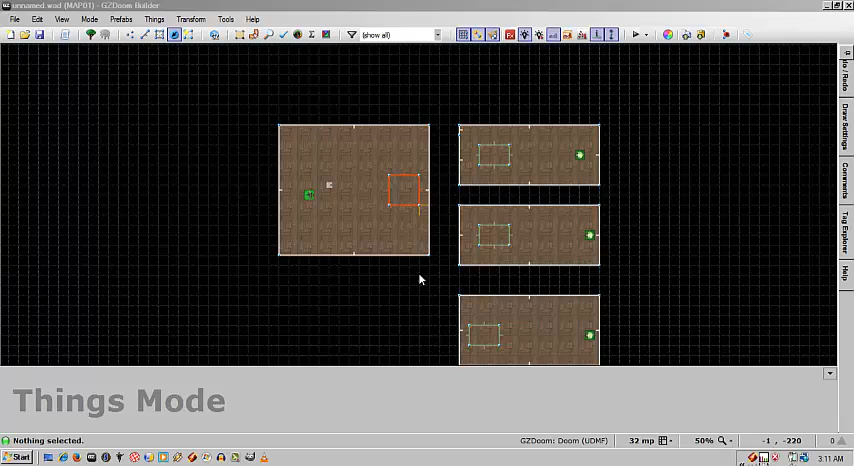 unnamed.wad (MAP01) - GZDoom Builder
File Edit View Mode Prefabs Things Transform Tools Help
(show all)
Fx
Draw Settings
Comments
Tag Explorer
Help
Things Mode
Nothing selected.
GZDoom: Doom (UDMF) 32 mp 50% -1 , -220 0
Start
3:11 AM